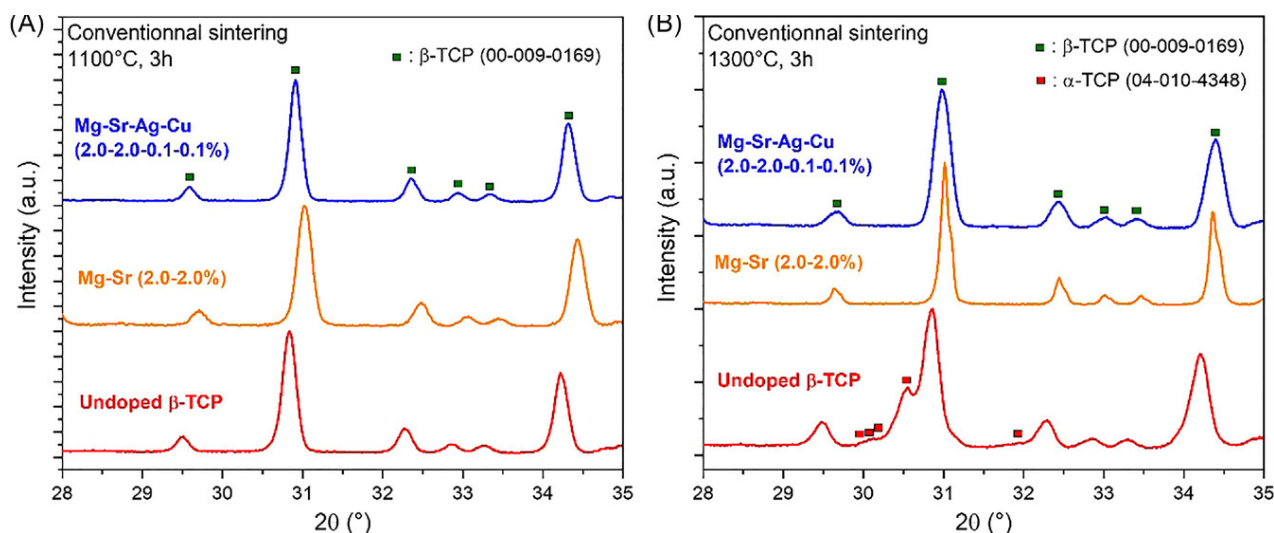 (A)
Conventionnal sintering
1100°C, 3h
: β-TCP (00-009-0169)
Mg-Sr-Ag-Cu
(2.0-2.0-0.1-0.1%)
Mg-Sr (2.0-2.0%)
Undoped β-TCP
Intensity (a.u.)
28 29 30 31 32 33 34 35
2θ (°)
(B)
Conventionnal sintering
1300°C, 3h
: β-TCP (00-009-0169)
: α-TCP (04-010-4348)
Mg-Sr-Ag-Cu
(2.0-2.0-0.1-0.1%)
Mg-Sr (2.0-2.0%)
Undoped β-TCP
Intensity (a.u.)
28 29 30 31 32 33 34 35
2θ (°)